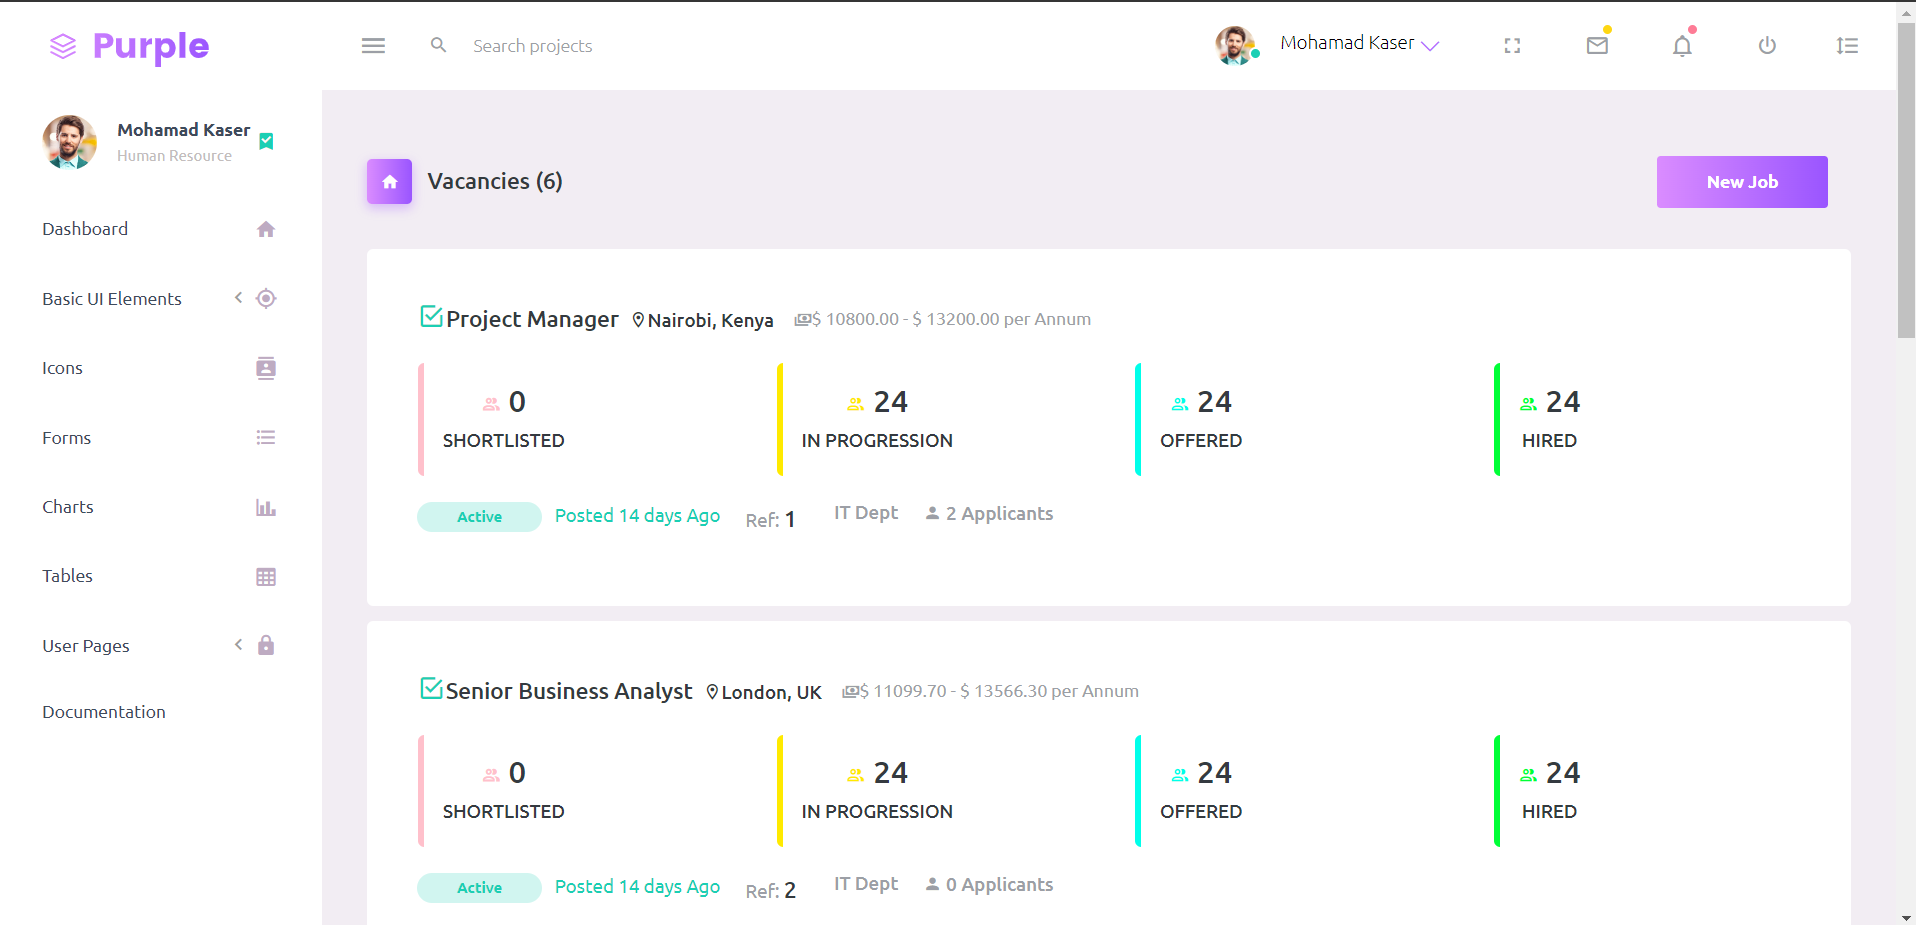 Purple
Search projects
Mohamad Kaser
Mohamad Kaser
Human Resource
Dashboard
Basic UI Elements
Icons
Forms
Charts
Tables
User Pages
Documentation
Vacancies (6)
New Job
Project Manager Nairobi, Kenya $ 10800.00 - $ 13200.00 per Annum
0 24 24 24
SHORTLISTED IN PROGRESSION OFFERED HIRED
Active Posted 14 days Ago Ref: 1 IT Dept 2 Applicants
Senior Business Analyst London, UK $ 11099.70 - $ 13566.30 per Annum
0 24 24 24
SHORTLISTED IN PROGRESSION OFFERED HIRED
Active Posted 14 days Ago Ref: 2 IT Dept 0 Applicants